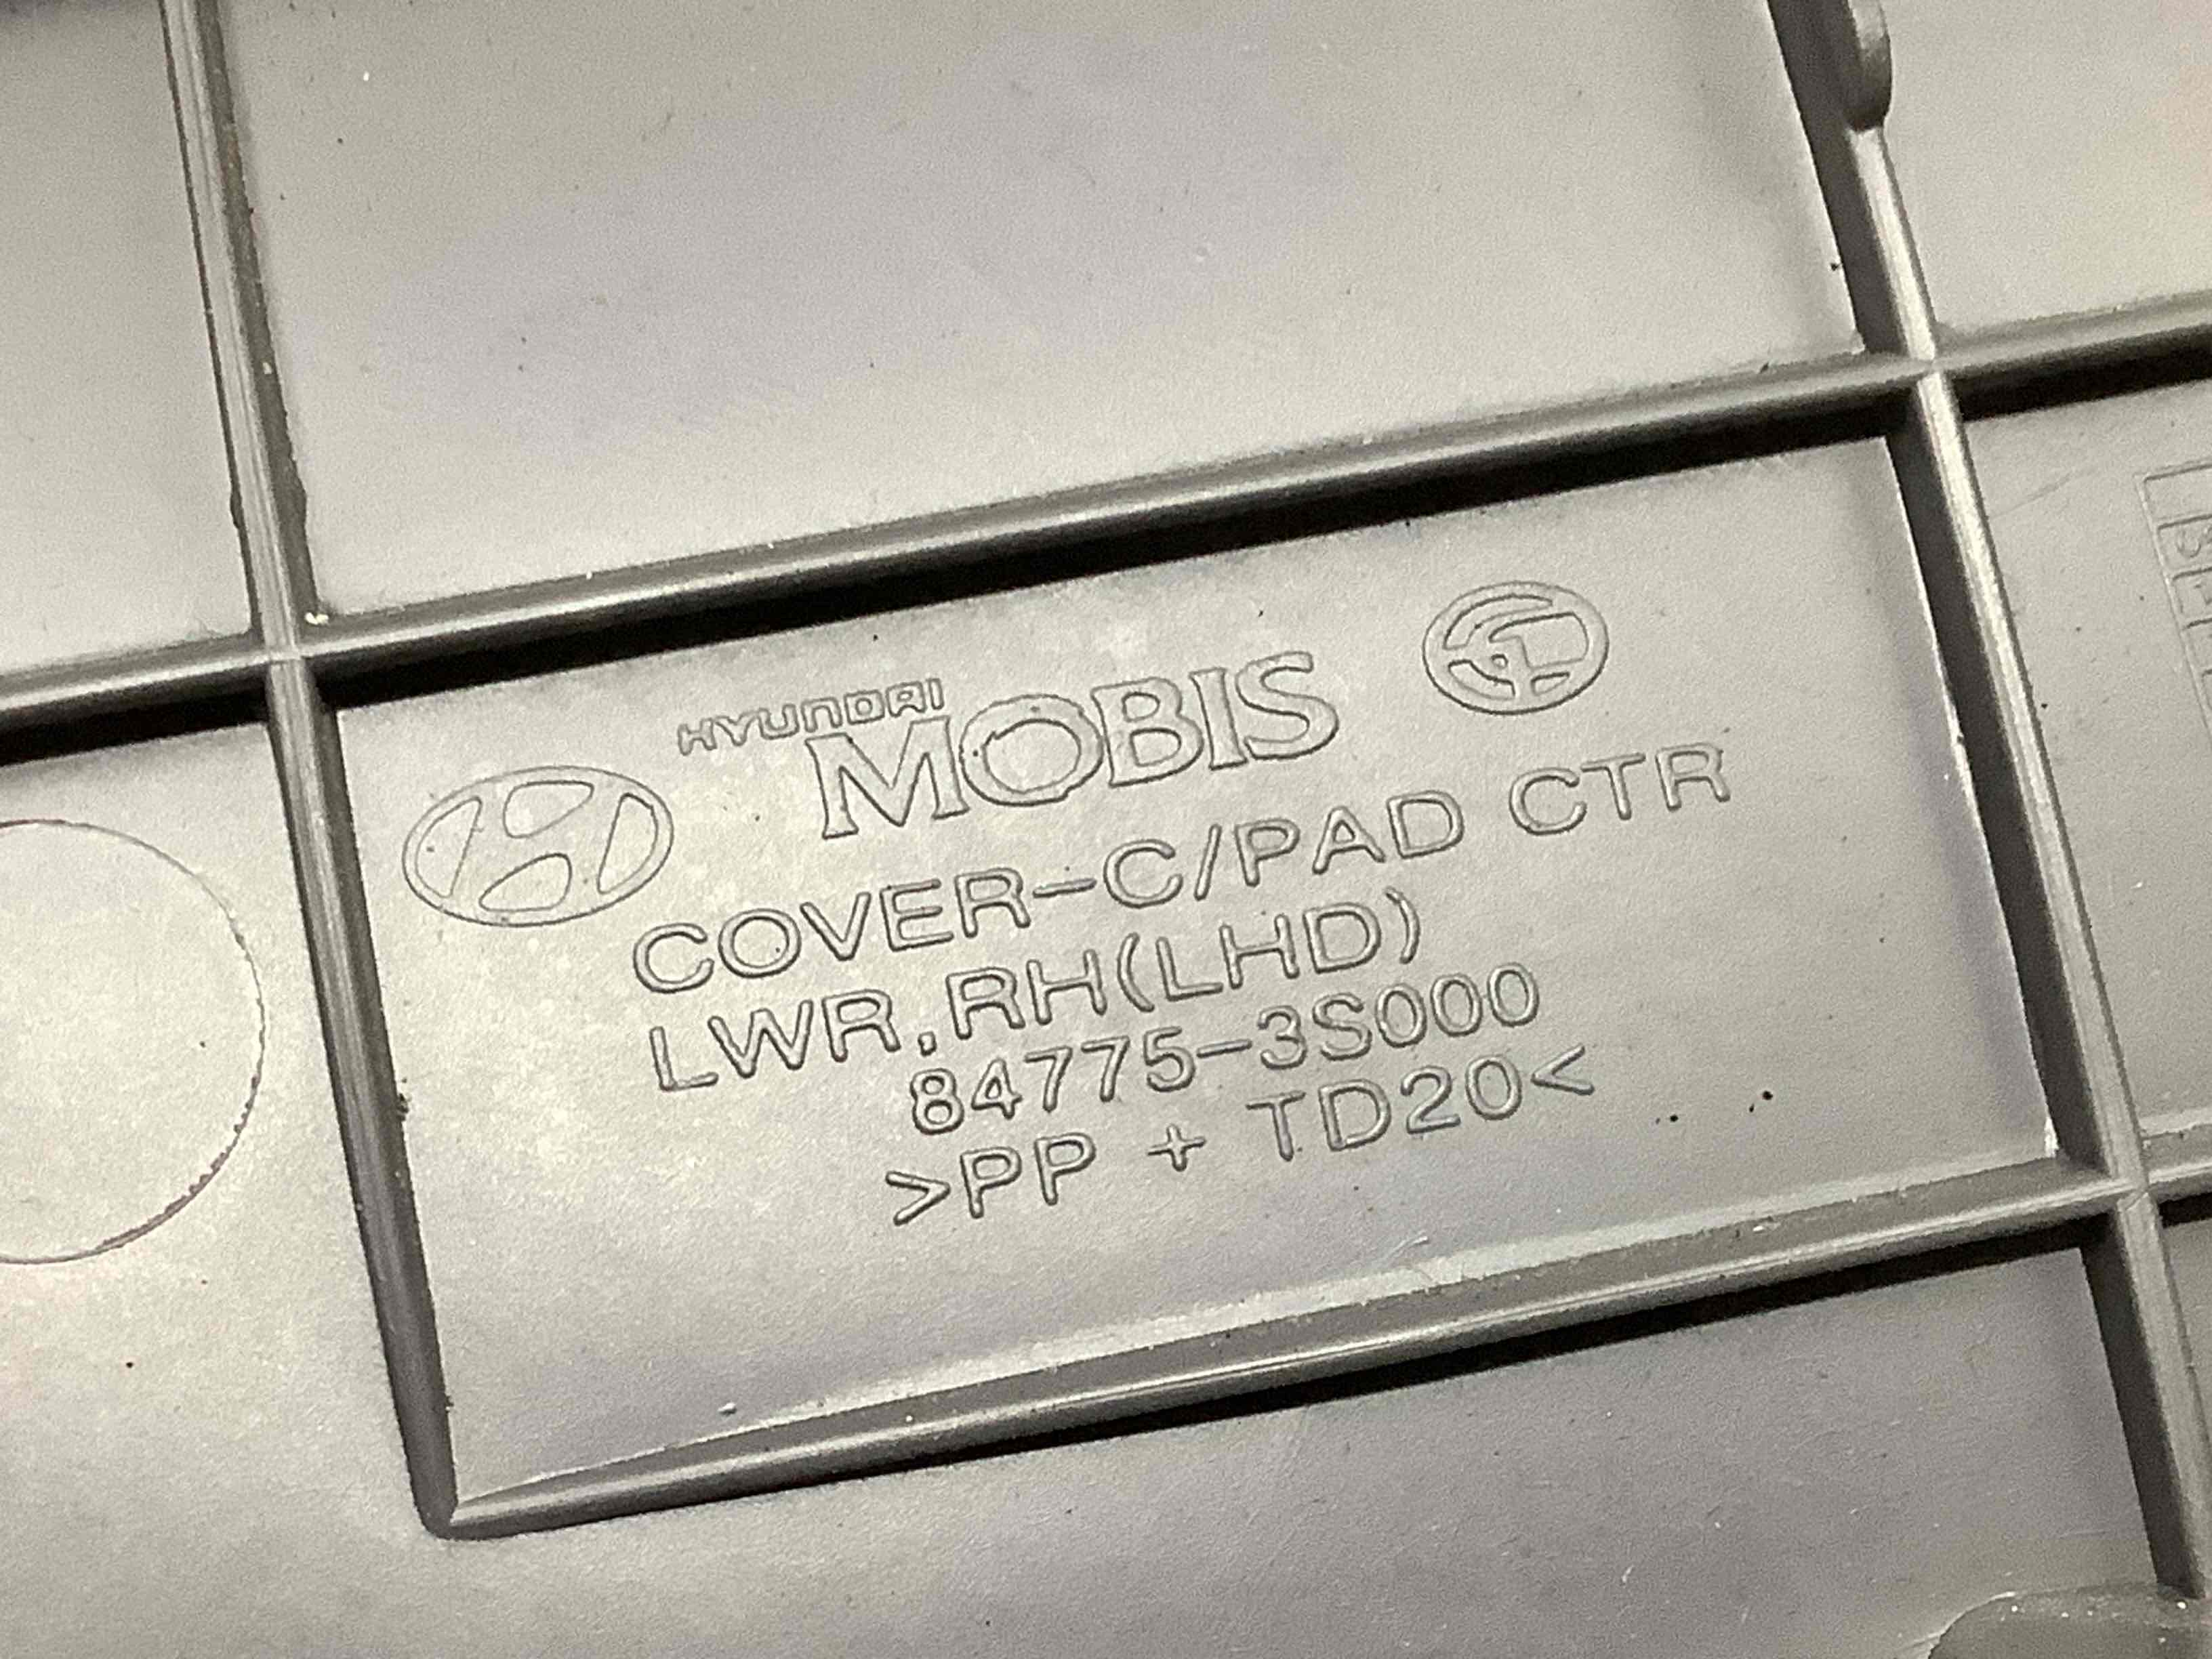 HYUNDAI
MOBIS
COVER-C/PAD CTR
LWR,RH(LHD)
84775-3S000
>PP + TD20<